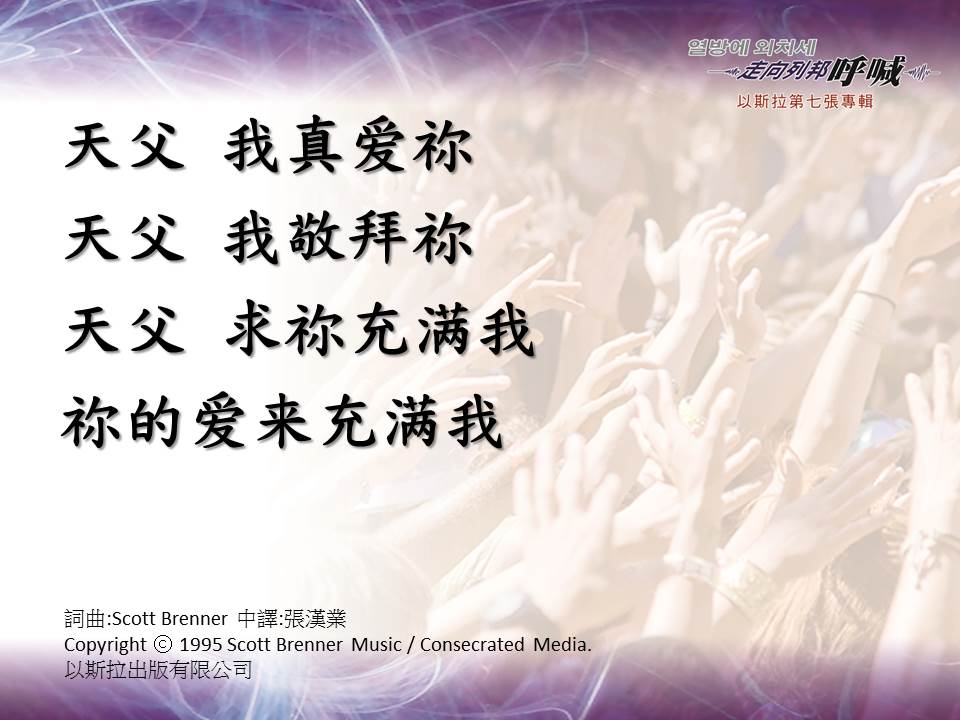 열방에 외치세
走向列邦呼喊
以斯拉第七張專輯
天父 我真爱祢
天父 我敬拜祢
天父 求祢充满我
祢的爱来充满我
詞曲:Scott Brenner 中譯:張漢業
Copyright ⓒ 1995 Scott Brenner Music / Consecrated Media.
以斯拉出版有限公司